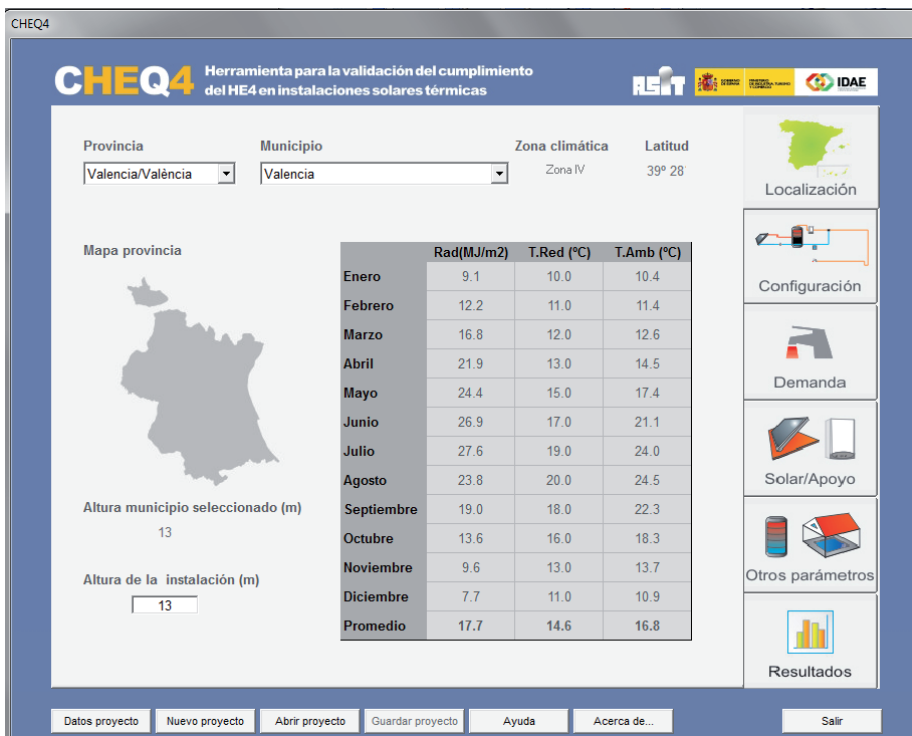 CHEQ4
CHEQ4
Herramienta para la validación del cumplimiento
del HE4 en instalaciones solares térmicas
ASIT
IDAE
Provincia Municipio Zona climática Latitud
Valencia/València Valencia Zona IV 39º 28'
Localización
Mapa provincia
Rad(MJ/m2) T.Red (ºC) T.Amb (ºC)
Enero 9.1 10.0 10.4
Febrero 12.2 11.0 11.4
Marzo 16.8 12.0 12.6
Abril 21.9 13.0 14.5
Mayo 24.4 15.0 17.4
Junio 26.9 17.0 21.1
Julio 27.6 19.0 24.0
Agosto 23.8 20.0 24.5
Septiembre 19.0 18.0 22.3
Octubre 13.6 16.0 18.3
Noviembre 9.6 13.0 13.7
Diciembre 7.7 11.0 10.9
Promedio 17.7 14.6 16.8
Altura municipio seleccionado (m)
13
Altura de la instalación (m)
13
Configuración
Demanda
Solar/Apoyo
Otros parámetros
Resultados
Datos proyecto Nuevo proyecto Abrir proyecto Guardar proyecto Ayuda Acerca de... Salir